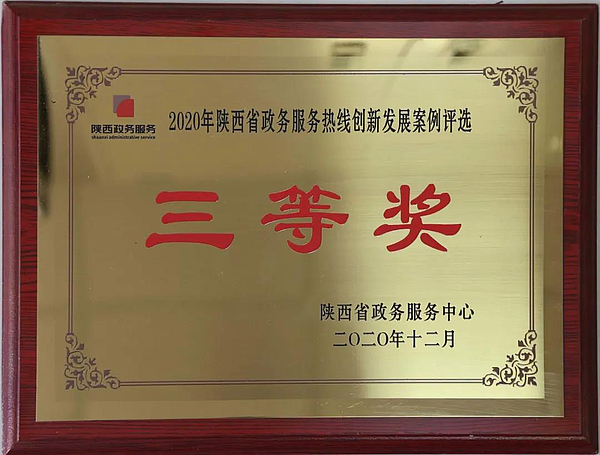 陕西政务服务
shaanxi administrative service
2020年陕西省政务服务热线创新发展案例评选
三等奖
陕西省政务服务中心
二〇二〇年十二月